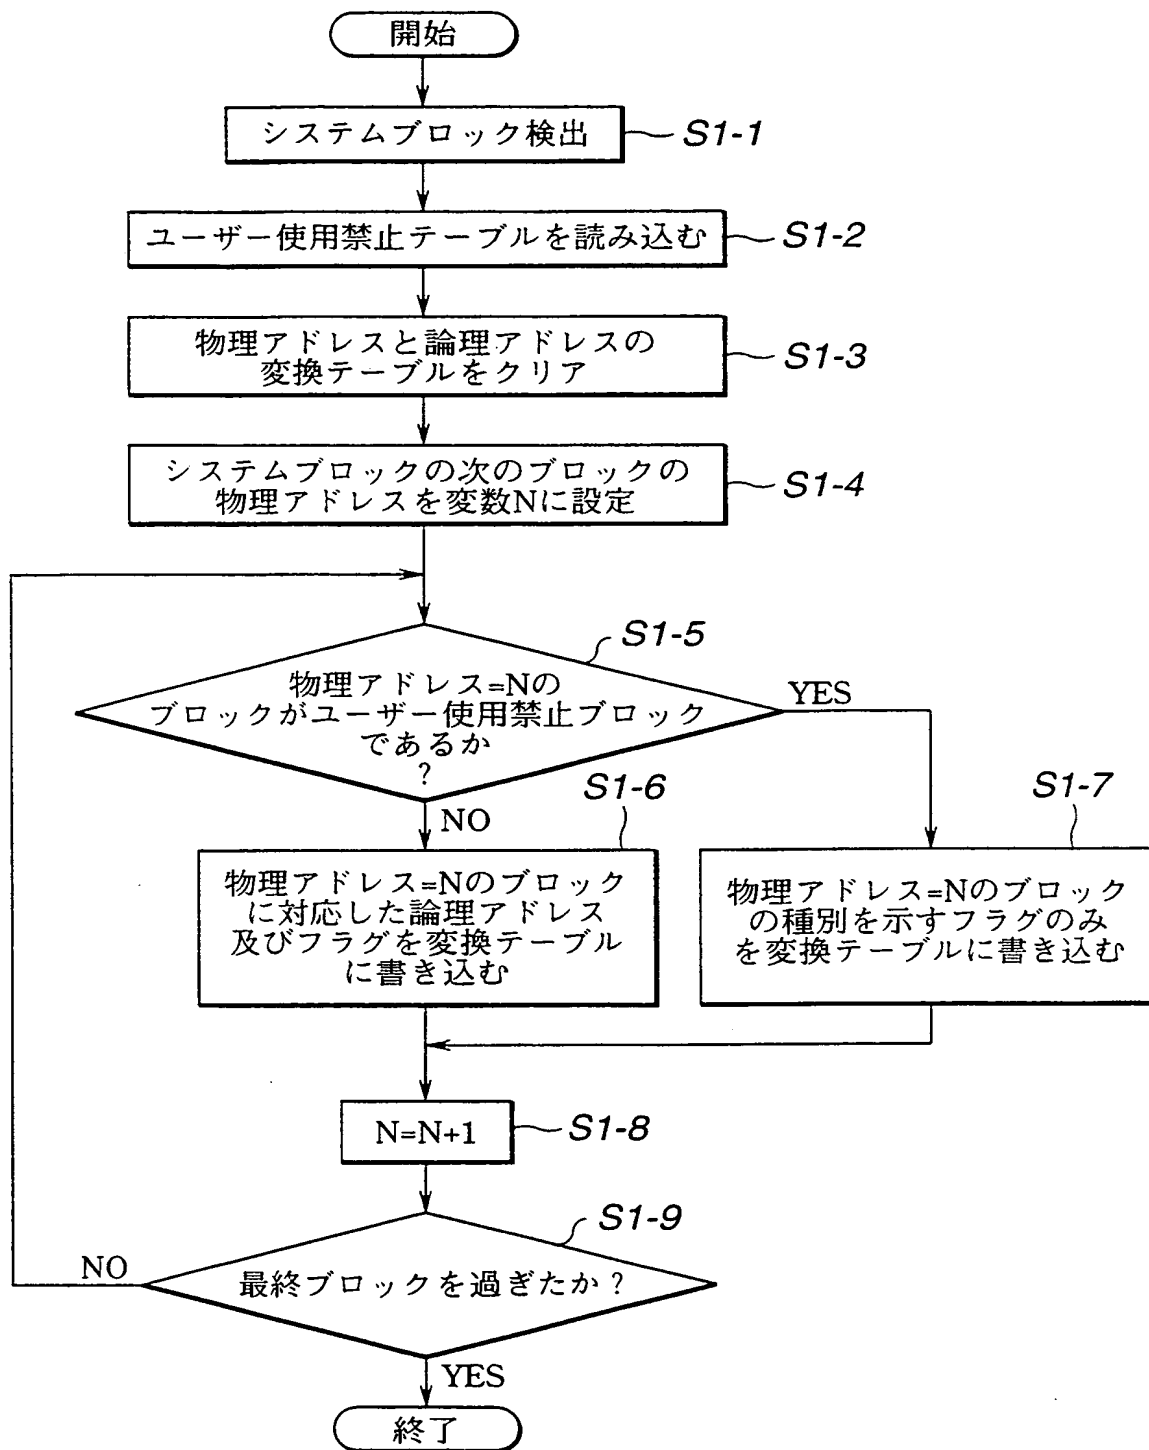 開始
システムブロック検出
S1-1
ユーザー使用禁止テーブルを読み込む
S1-2
物理アドレスと論理アドレスの
変換テーブルをクリア
S1-3
システムブロックの次のブロックの
物理アドレスを変数Nに設定
S1-4
S1-5
物理アドレス=Nの
ブロックがユーザー使用禁止ブロック
であるか
?
YES
NO
S1-6
物理アドレス=Nのブロック
に対応した論理アドレス
及びフラグを変換テーブル
に書き込む
S1-7
物理アドレス=Nのブロック
の種別を示すフラグのみ
を変換テーブルに書き込む
N=N+1
S1-8
S1-9
最終ブロックを過ぎたか?
NO
YES
終了